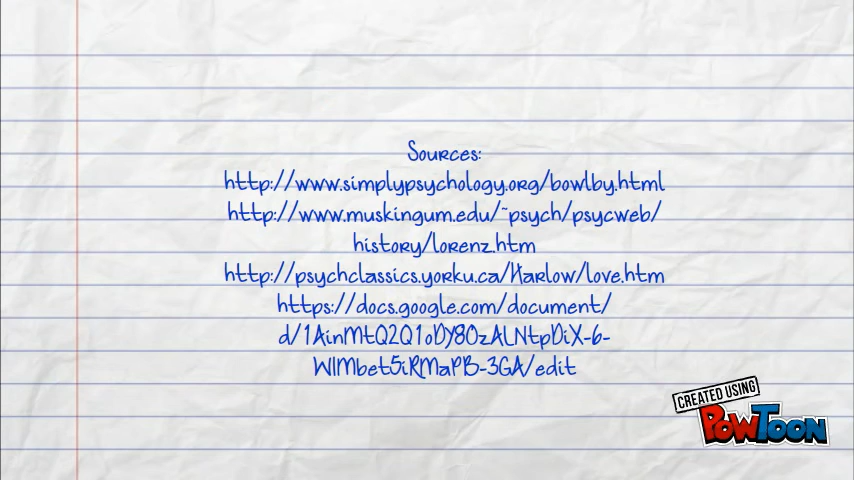 Sources:
http://www.simplypsychology.org/bowlby.html
http://www.muskingum.edu/~psych/psycweb/
history/lorenz.htm
http://psychclassics.yorku.ca/Harlow/love.htm
https://docs.google.com/document/
d/1AinMtQ2Q1oDY8OzALNtpDiX-6-
WIMbet5iRMaPB-3GA/edit
CREATED USING
POWTOON